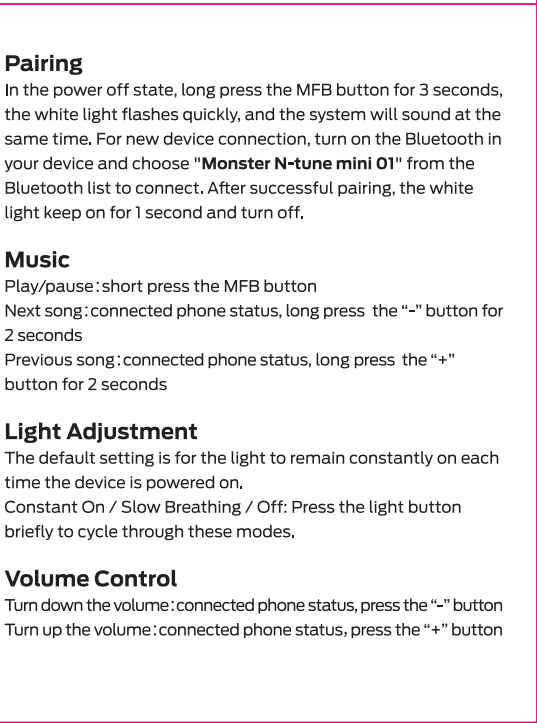 Pairing
In the power off state, long press the MFB button for 3 seconds,
the white light flashes quickly, and the system will sound at the
same time. For new device connection, turn on the Bluetooth in
your device and choose "Monster N-tune mini 01" from the
Bluetooth list to connect. After successful pairing, the white
light keep on for 1 second and turn off.
Music
Play/pause:short press the MFB button
Next song:connected phone status, long press the “-” button for
2 seconds
Previous song:connected phone status, long press the “+”
button for 2 seconds
Light Adjustment
The default setting is for the light to remain constantly on each
time the device is powered on.
Constant On / Slow Breathing / Off: Press the light button
briefly to cycle through these modes.
Volume Control
Turn down the volume:connected phone status, press the “-” button
Turn up the volume:connected phone status, press the “+” button